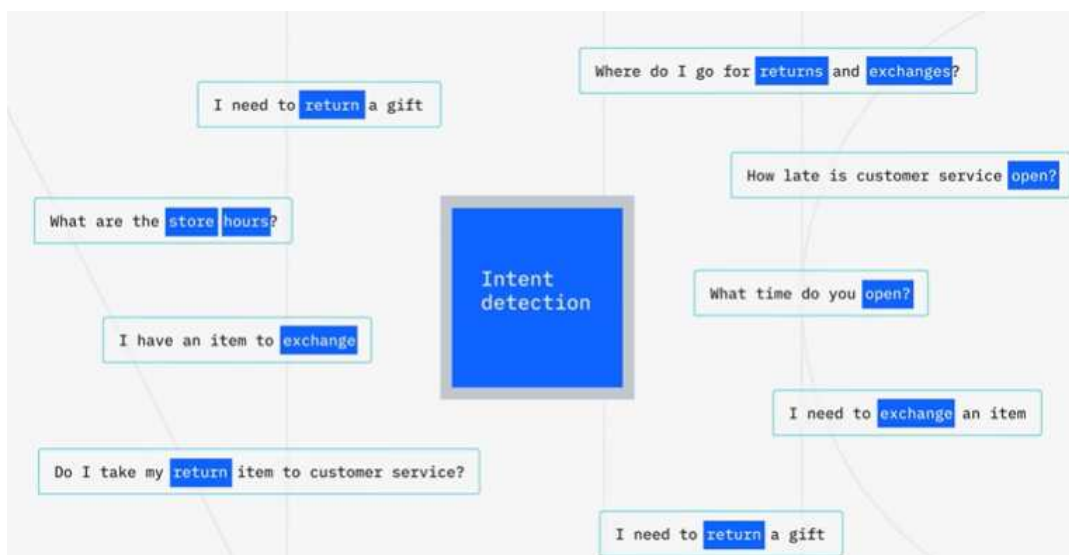 Where do I go for returns and exchanges?
I need to return a gift
How late is customer service open?
What are the store hours?
Intent
detection
What time do you open?
I have an item to exchange
I need to exchange an item
Do I take my return item to customer service?
I need to return a gift